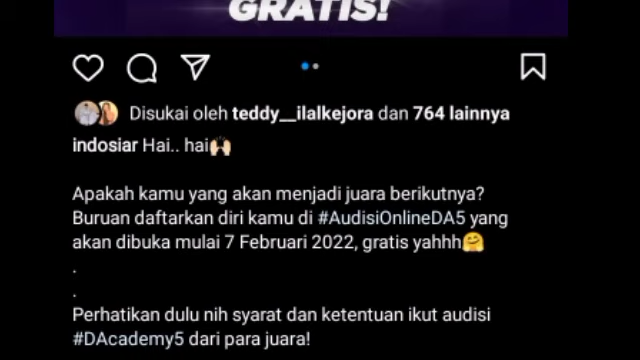 GRATIS!
Disukai oleh teddy__ilalkejora dan 764 lainnya
indosiar Hai.. hai🙌🏻
Apakah kamu yang akan menjadi juara berikutnya?
Buruan daftarkan diri kamu di #AudisiOnlineDA5 yang
akan dibuka mulai 7 Februari 2022, gratis yahhh🤗
.
.
Perhatikan dulu nih syarat dan ketentuan ikut audisi
#DAcademy5 dari para juara!